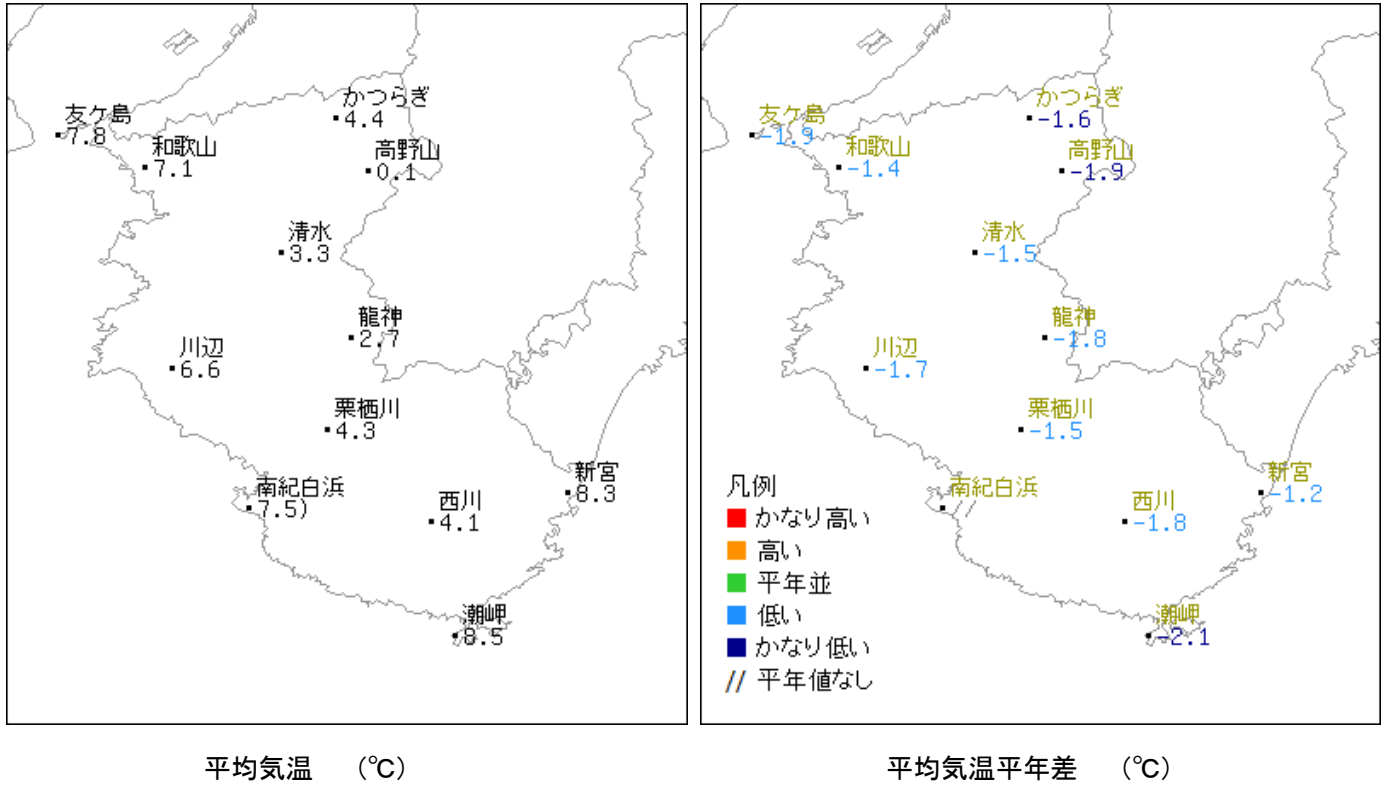 かつらぎ
4.4
友ケ島
7.8
和歌山
7.1
高野山
0.1
清水
3.3
龍神
2.7
川辺
6.6
栗栖川
4.3
新宮
8.3
南紀白浜
7.5)
西川
4.1
潮岬
8.5
平均気温 (℃)
かつらぎ
-1.6
友ケ島
-1.9
和歌山
-1.4
高野山
-1.9
清水
-1.5
龍神
-1.8
川辺
-1.7
栗栖川
-1.5
新宮
-1.2
南紀白浜
//
西川
-1.8
潮岬
-2.1
凡例
かなり高い
高い
平年並
低い
かなり低い
// 平年値なし
平均気温平年差 (℃)